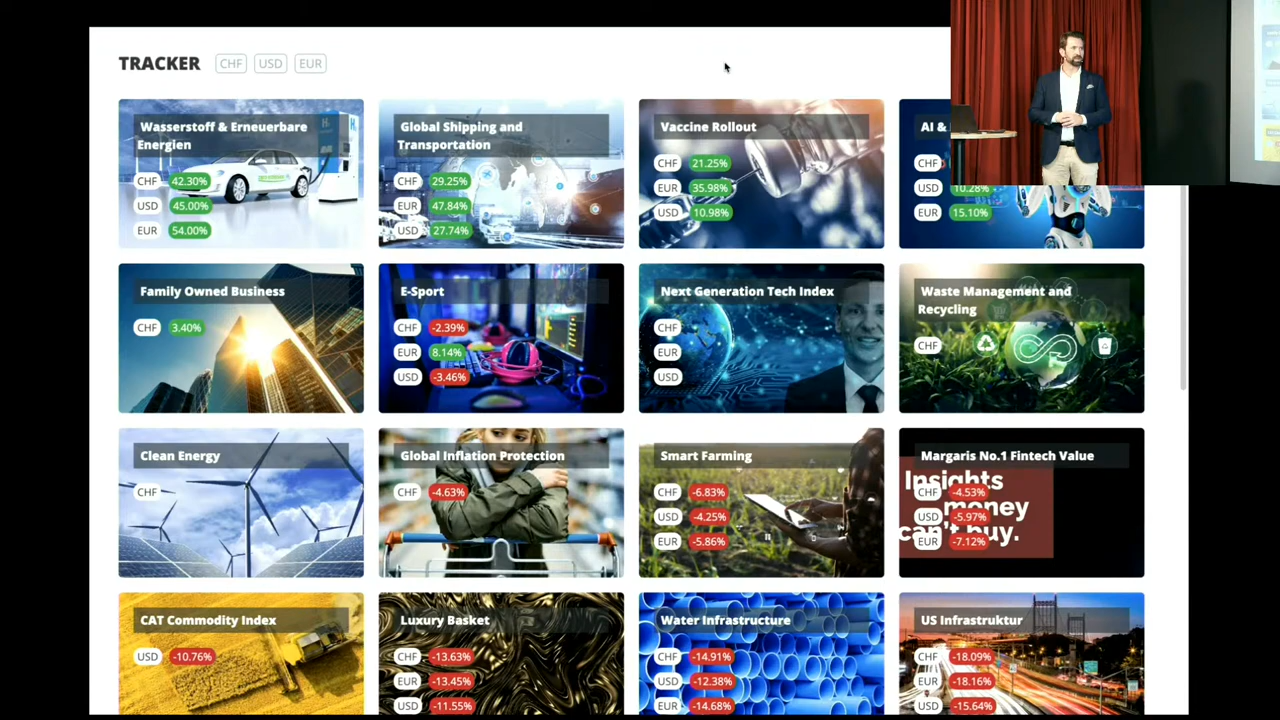 TRACKER CHF USD EUR
Wasserstoff & Erneuerbare
Energien
CHF 42.30%
USD 45.00%
EUR 54.00%
Global Shipping and
Transportation
CHF 29.25%
EUR 47.84%
USD 27.74%
Vaccine Rollout
CHF 21.25%
EUR 35.98%
USD 10.98%
AI &
CHF
USD 10.28%
EUR 15.10%
Family Owned Business
CHF 3.40%
E-Sport
CHF -2.39%
EUR 8.14%
USD -3.46%
Next Generation Tech Index
CHF
EUR
USD
Waste Management and
Recycling
CHF
Clean Energy
CHF
Global Inflation Protection
CHF -4.63%
Smart Farming
CHF -6.83%
USD -4.25%
EUR -5.86%
Margaris No.1 Fintech Value
Insights
money
can't buy.
CHF -4.53%
USD -5.97%
EUR -7.12%
CAT Commodity Index
USD -10.76%
Luxury Basket
CHF -13.63%
EUR -13.45%
USD -11.55%
Water Infrastructure
CHF -14.91%
USD -12.38%
EUR -14.68%
US Infrastruktur
CHF -18.09%
EUR -18.16%
USD -15.64%